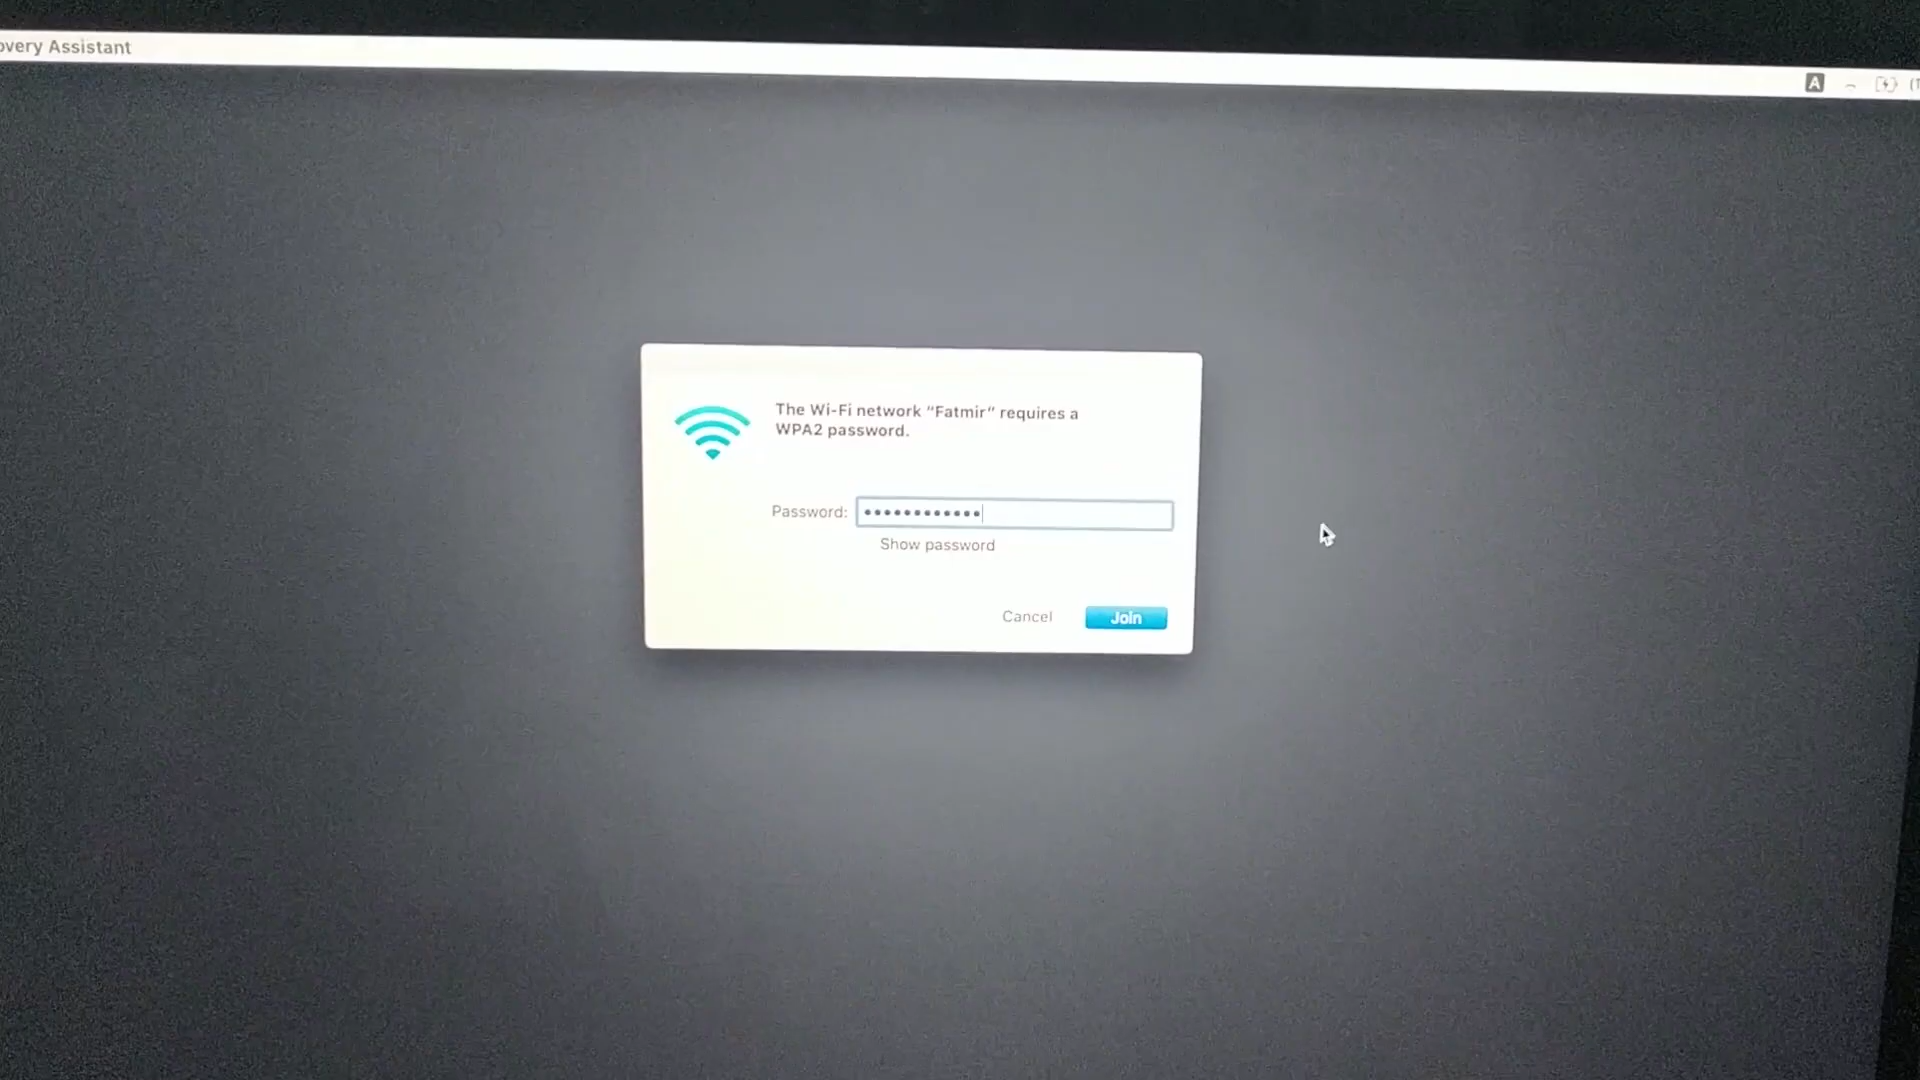 overy Assistant
A
The Wi-Fi network “Fatmir” requires a
WPA2 password.
Password: ••••••••••••
Show password
Cancel
Join